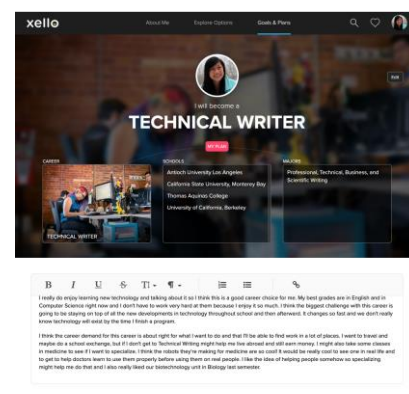 xello
About Me
Explore Options
Goals & Plans
Edit
I will become a
TECHNICAL WRITER
MY PLAN
CAREER
TECHNICAL WRITER
SCHOOLS
Antioch University Los Angeles
California State University, Monterey Bay
Thomas Aquinas College
University of California, Berkeley
MAJORS
Professional, Technical, Business, and
Scientific Writing
B I U S T1 ¶
I really do enjoy learning new technology and talking about it so I think this is a good career choice for me. My best grades are in English and in
Computer Science right now and I don't have to work very hard at them because I enjoy it so much. I think the biggest challenge with this career is
going to be staying on top of all the new developments in technology throughout school and then afterward. It changes so fast and we don't really
know technology will exist by the time I finish a program.
I think the career demand for this career is about right for what I want to do and that I'll be able to find work in a lot of places. I want to travel and
maybe do a school exchange, but if I don't get to Technical Writing might help me live abroad and still earn money. I might also take some classes
in medicine to see if I want to specialize. I think the robots they're making for medicine are so cool! It would be really cool to see one in real life and
to get to help doctors learn to use them properly before using them on real people. I like the idea of helping people somehow so specializing
might help me do that and I also really liked our biotechnology unit in Biology last semester.